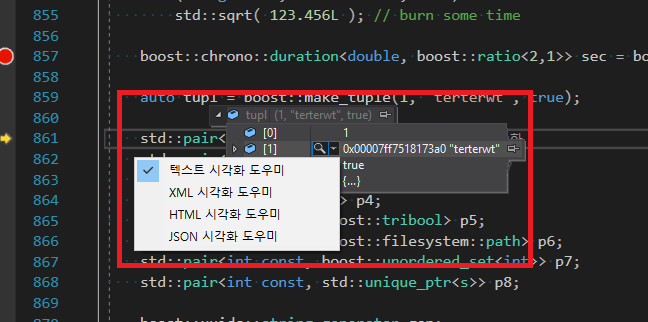 855 std::sqrt( 123.456L ); // burn some time
856
857 boost::chrono::duration<double, boost::ratio<2,1>> sec = bo
858
859 auto tupl = boost::make_tuple(1, "terterwt", true);
860 tupl (1, "terterwt", true)
[0] 1
861 std::pair<
862 [1] 0x00007ff7518173a0 "terterwt"
텍스트 시각화 도우미 true
XML 시각화 도우미 {...}
HTML 시각화 도우미
JSON 시각화 도우미
864 > p4;
865 ost::tribool> p5;
866 oost::filesystem::path> p6;
867 std::pair<int const, boost::unordered_set<int>> p7;
868 std::pair<int const, std::unique_ptr<s>> p8;
869